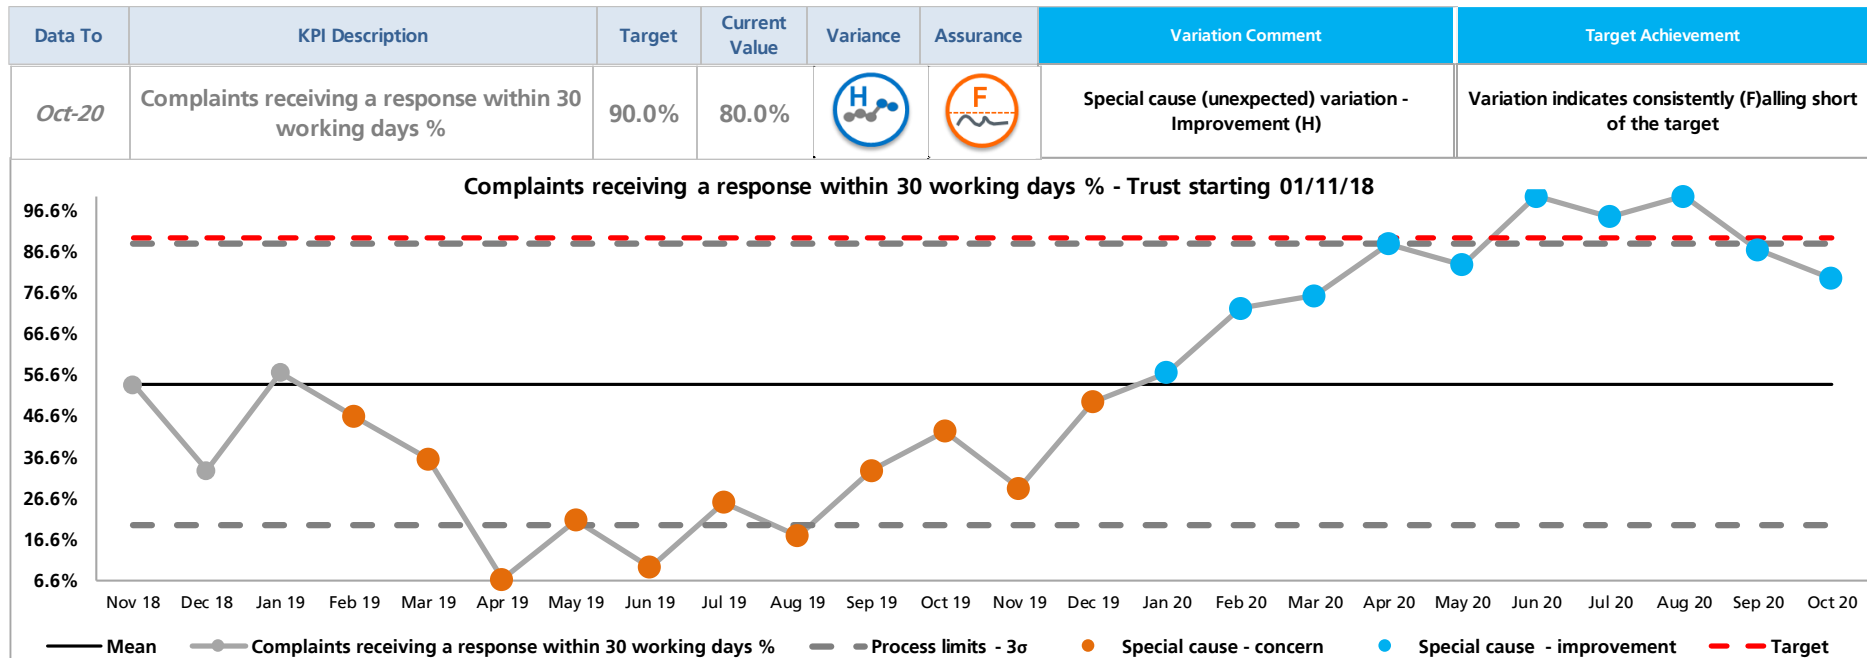 Data To
KPI Description
Target
Current
Value
Variance
Assurance
Variation Comment
Target Achievement
Oct-20
Complaints receiving a response within 30
working days %
90.0%
80.0%
H
F
Special cause (unexpected) variation -
Improvement (H)
Variation indicates consistently (F)alling short
of the target
Complaints receiving a response within 30 working days % - Trust starting 01/11/18
96.6%
86.6%
76.6%
66.6%
56.6%
46.6%
36.6%
26.6%
16.6%
6.6%
Nov 18 Dec 18 Jan 19 Feb 19 Mar 19 Apr 19 May 19 Jun 19 Jul 19 Aug 19 Sep 19 Oct 19 Nov 19 Dec 19 Jan 20 Feb 20 Mar 20 Apr 20 May 20 Jun 20 Jul 20 Aug 20 Sep 20 Oct 20
Mean Complaints receiving a response within 30 working days % Process limits - 3σ Special cause - concern Special cause - improvement Target